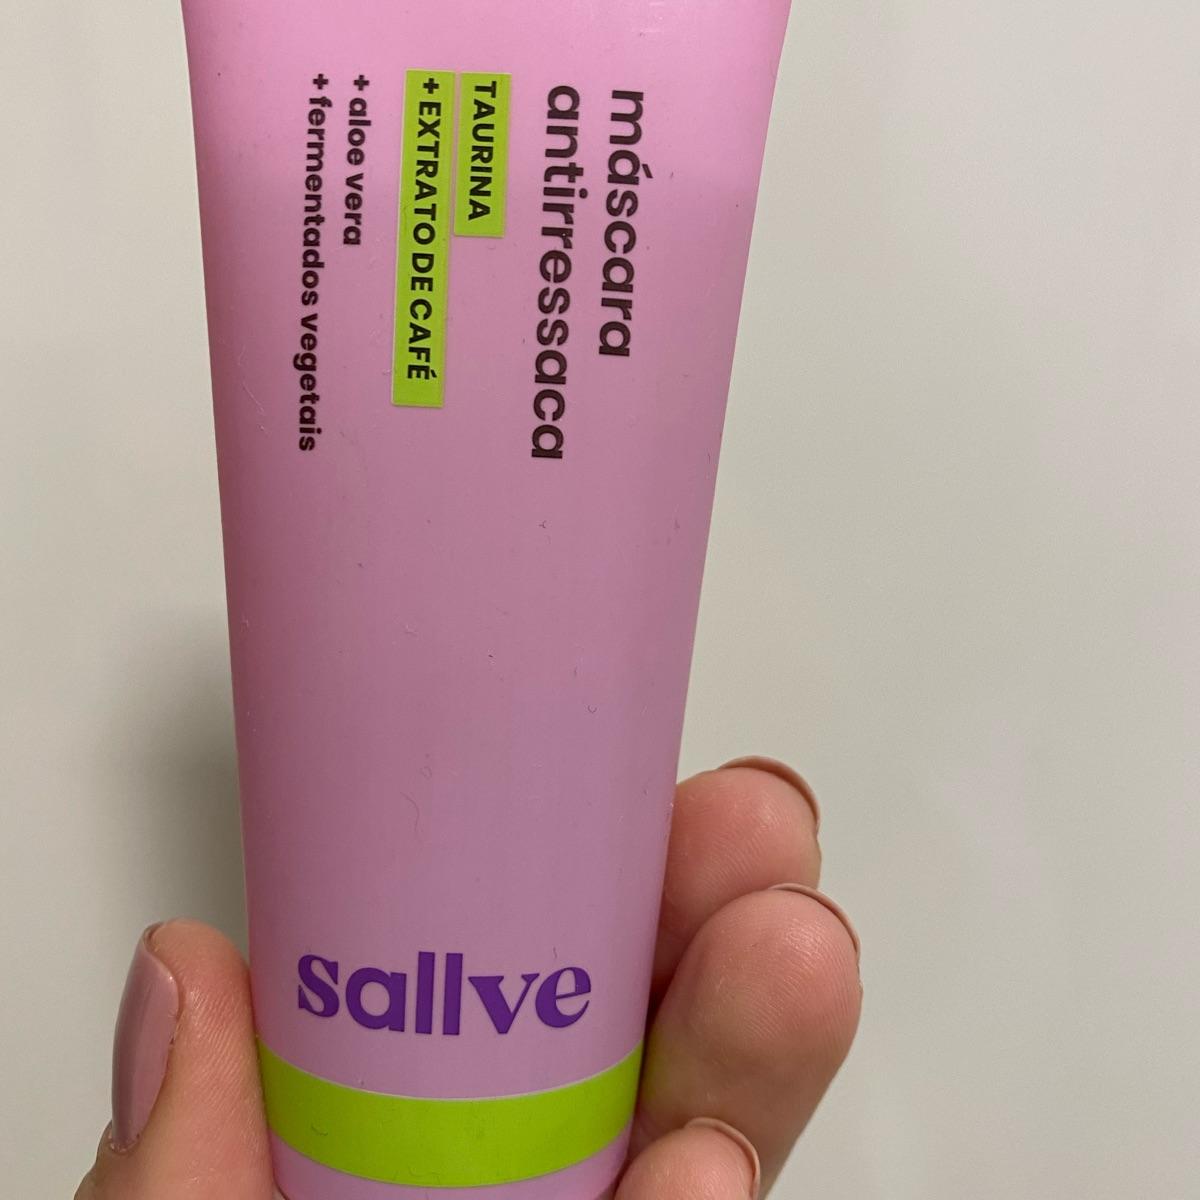 máscara
antirressaca
TAURINA
+ EXTRATO DE CAFÉ
+ aloe vera
+ fermentados vegetais
sallve